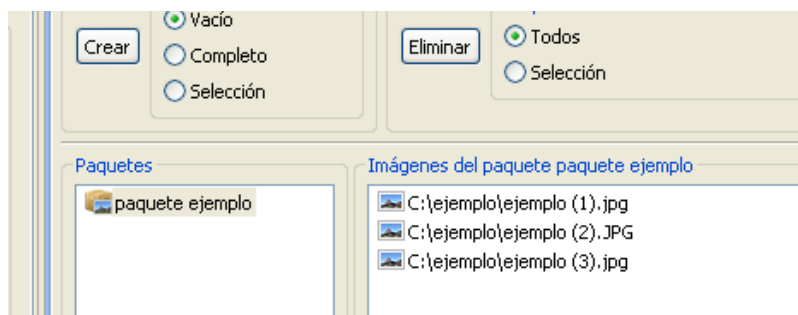 Vacío
Crear
Completo
Selección
Eliminar
Todos
Selección
Paquetes
paquete ejemplo
Imágenes del paquete paquete ejemplo
C:\ejemplo\ejemplo (1).jpg
C:\ejemplo\ejemplo (2).JPG
C:\ejemplo\ejemplo (3).jpg